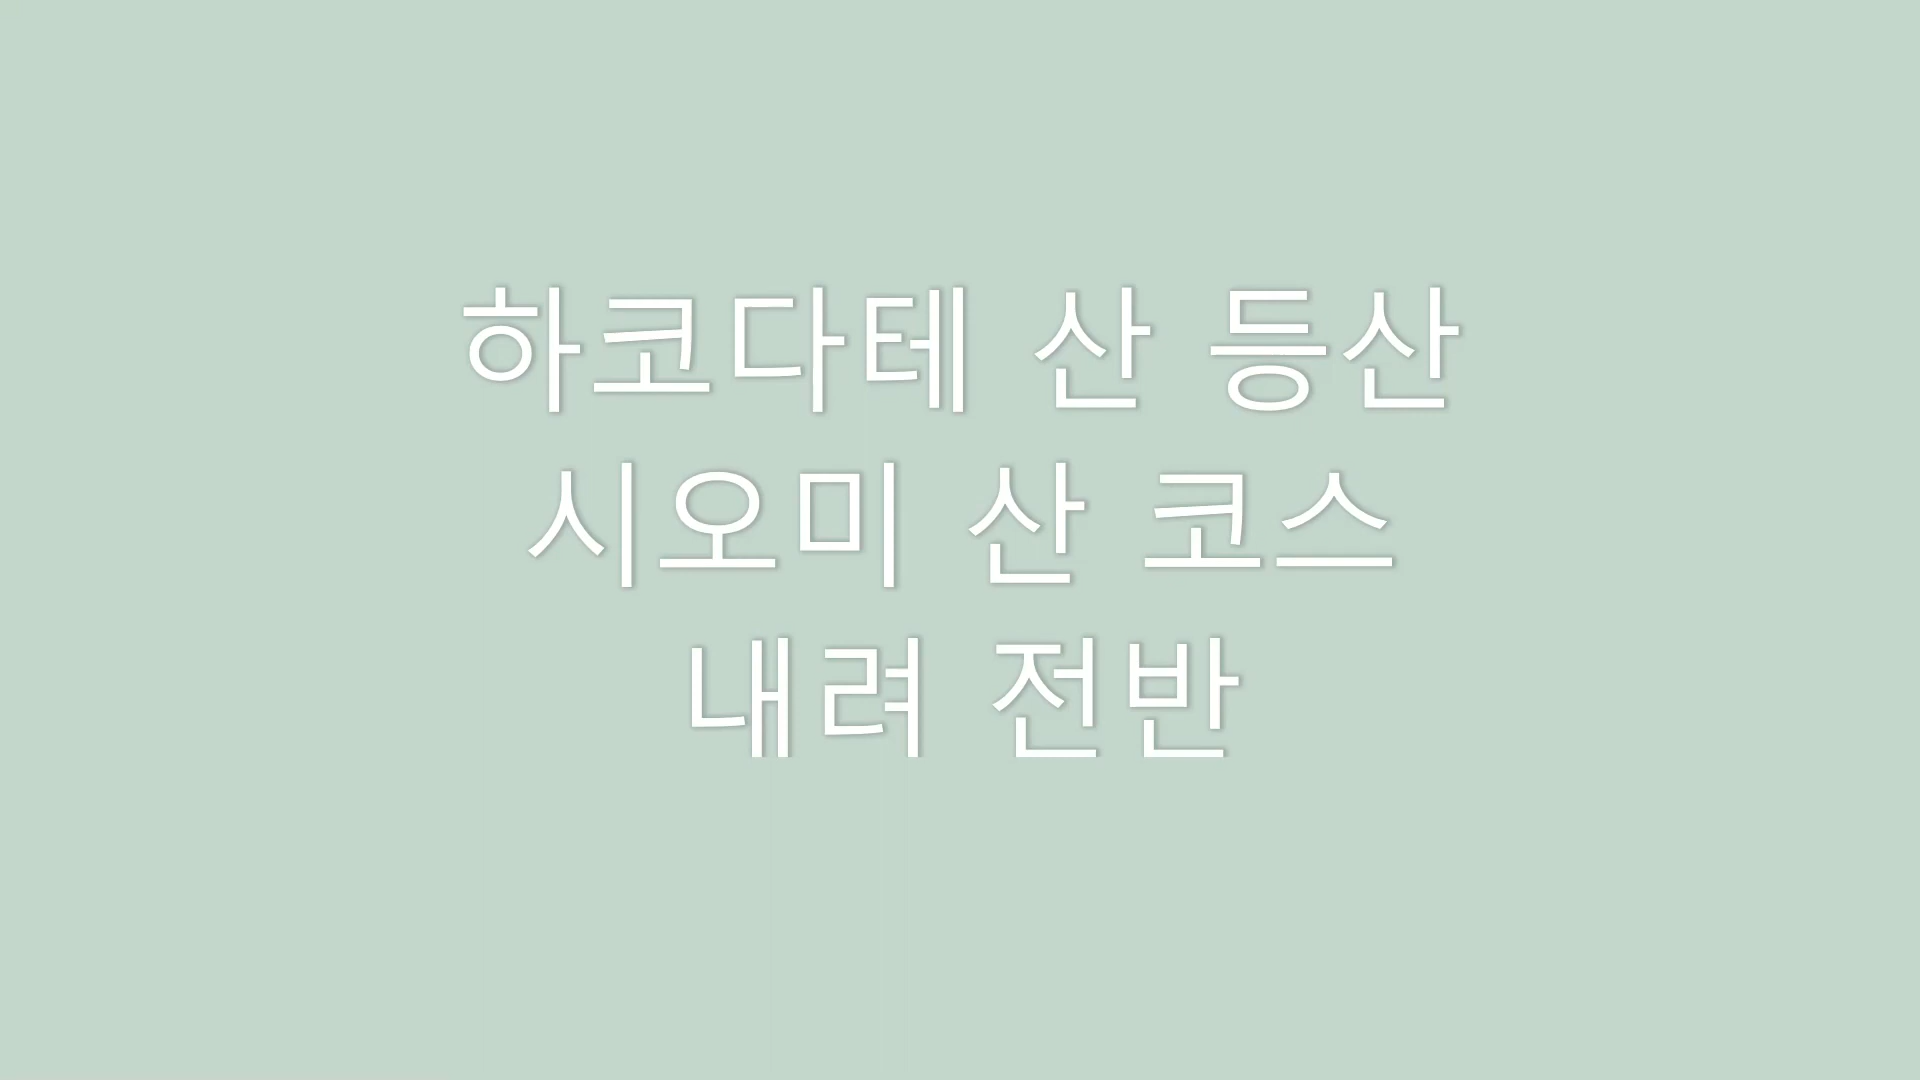 하코다테 산 등산
시오미 산 코스
내려 전반